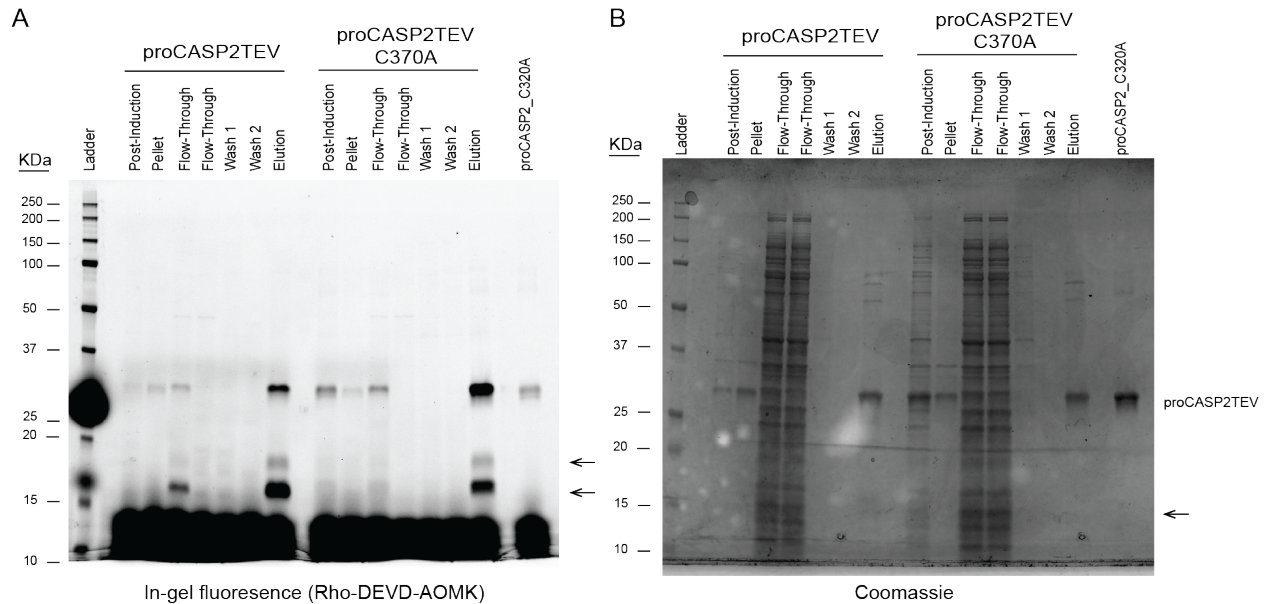 A
proCASP2TEV
proCASP2TEV
C370A
KDa
Ladder
Post-Induction
Pellet
Flow-Through
Flow-Through
Wash 1
Wash 2
Elution
Post-Induction
Pellet
Flow-Through
Flow-Through
Wash 1
Wash 2
Elution
proCASP2_C320A
250
200
150
100
50
37
25
20
15
10
In-gel fluoresence (Rho-DEVD-AOMK)
B
proCASP2TEV
proCASP2TEV
C370A
KDa
Ladder
Post-Induction
Pellet
Flow-Through
Flow-Through
Wash 1
Wash 2
Elution
Post-Induction
Pellet
Flow-Through
Flow-Through
Wash 1
Wash 2
Elution
proCASP2_C320A
250
200
150
100
50
37
25
20
15
10
proCASP2TEV
Coomassie